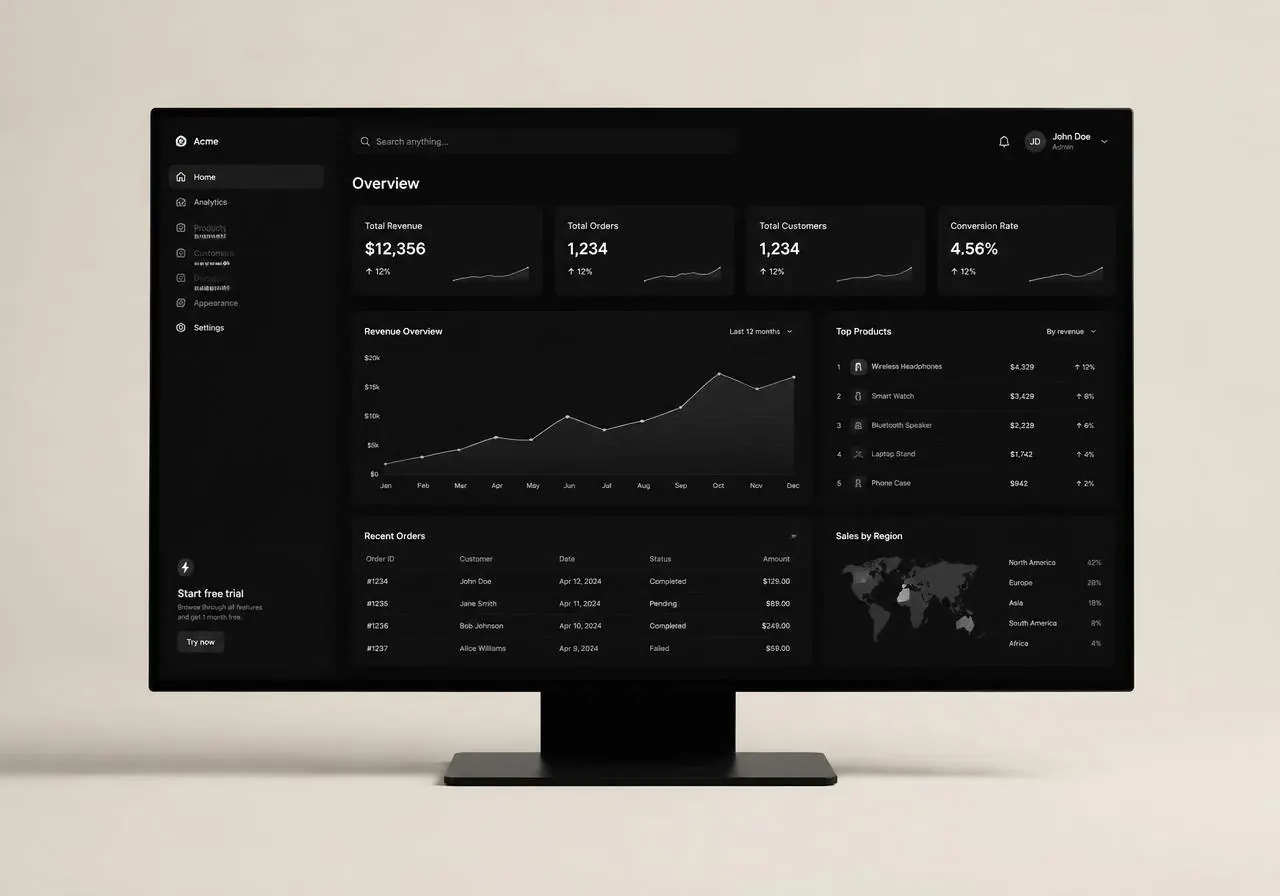 Acme
Search anything...
JD
John Doe
Admin
Home
Analytics
Products
Customers
Appearance
Settings
Start free trial
Browse through all features
and get 1 month free.
Try now
Overview
Total Revenue
$12,356
↑ 12%
Total Orders
1,234
↑ 12%
Total Customers
1,234
↑ 12%
Conversion Rate
4.56%
↑ 12%
Revenue Overview
Last 12 months
$20k
$15k
$10k
$5k
$0
Jan Feb Mar Apr May Jun Jul Aug Sep Oct Nov Dec
Top Products
By revenue
1 Wireless Headphones $4,329 ↑ 12%
2 Smart Watch $3,429 ↑ 8%
3 Bluetooth Speaker $2,229 ↑ 6%
4 Laptop Stand $1,742 ↑ 4%
5 Phone Case $942 ↑ 2%
Recent Orders
Order ID Customer Date Status Amount
#1234 John Doe Apr 12, 2024 Completed $129.00
#1235 Jane Smith Apr 11, 2024 Pending $89.00
#1236 Bob Johnson Apr 10, 2024 Completed $249.00
#1237 Alice Williams Apr 9, 2024 Failed $59.00
Sales by Region
North America 42%
Europe 28%
Asia 18%
South America 8%
Africa 4%